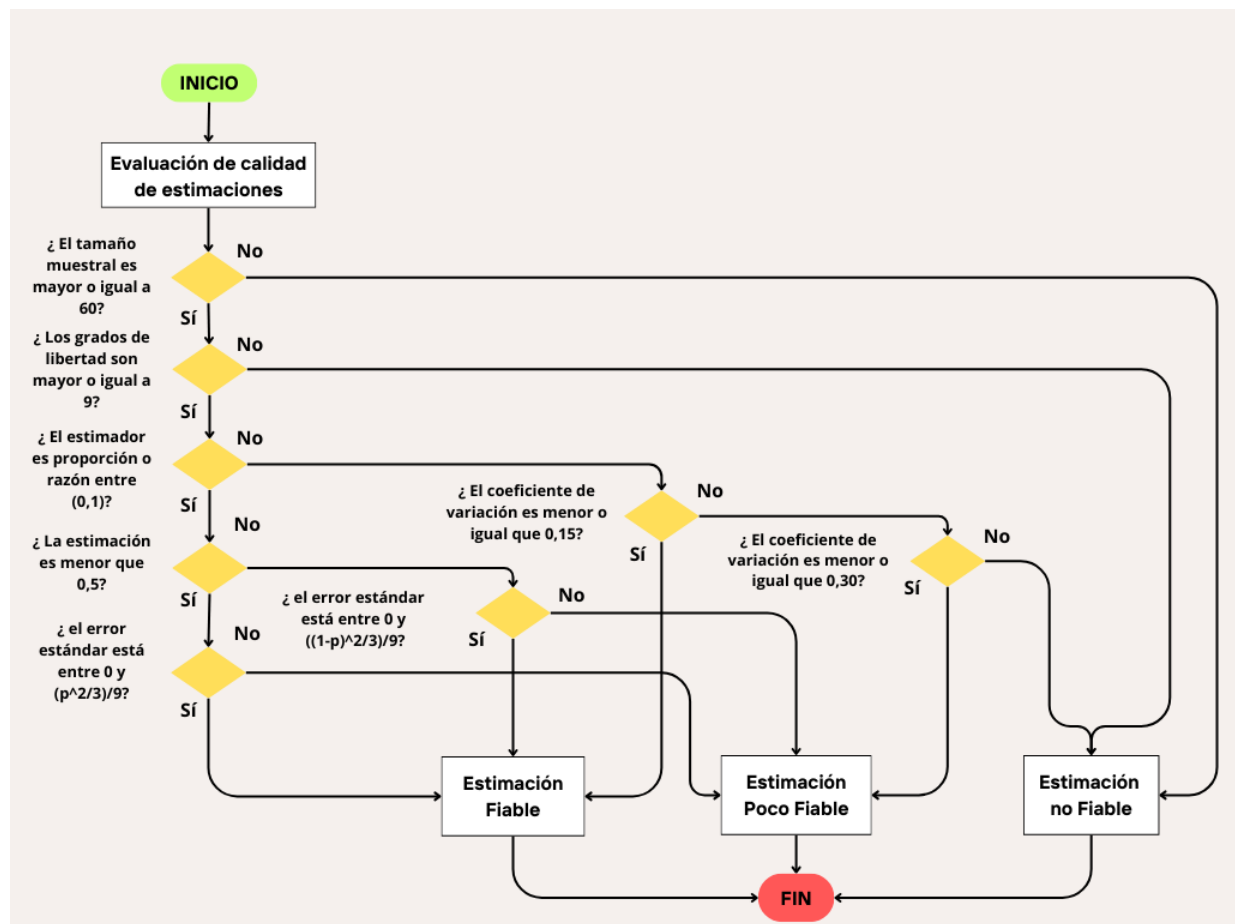 INICIO
Evaluación de calidad
de estimaciones
¿ El tamaño
muestral es
mayor o igual a
60?
No
Sí
¿ Los grados de
libertad son
mayor o igual a
9?
No
Sí
¿ El estimador
es proporción o
razón entre
(0,1)?
No
Sí
¿ El coeficiente de
variación es menor o
igual que 0,15?
No
Sí
¿ El coeficiente de
variación es menor o
igual que 0,30?
No
Sí
¿ La estimación
es menor que
0,5?
No
Sí
¿ el error estándar
está entre 0 y
((1-p)^2/3)/9?
No
Sí
¿ el error
estándar está
entre 0 y
(p^2/3)/9?
No
Sí
Estimación
Fiable
Estimación
Poco Fiable
Estimación
no Fiable
FIN